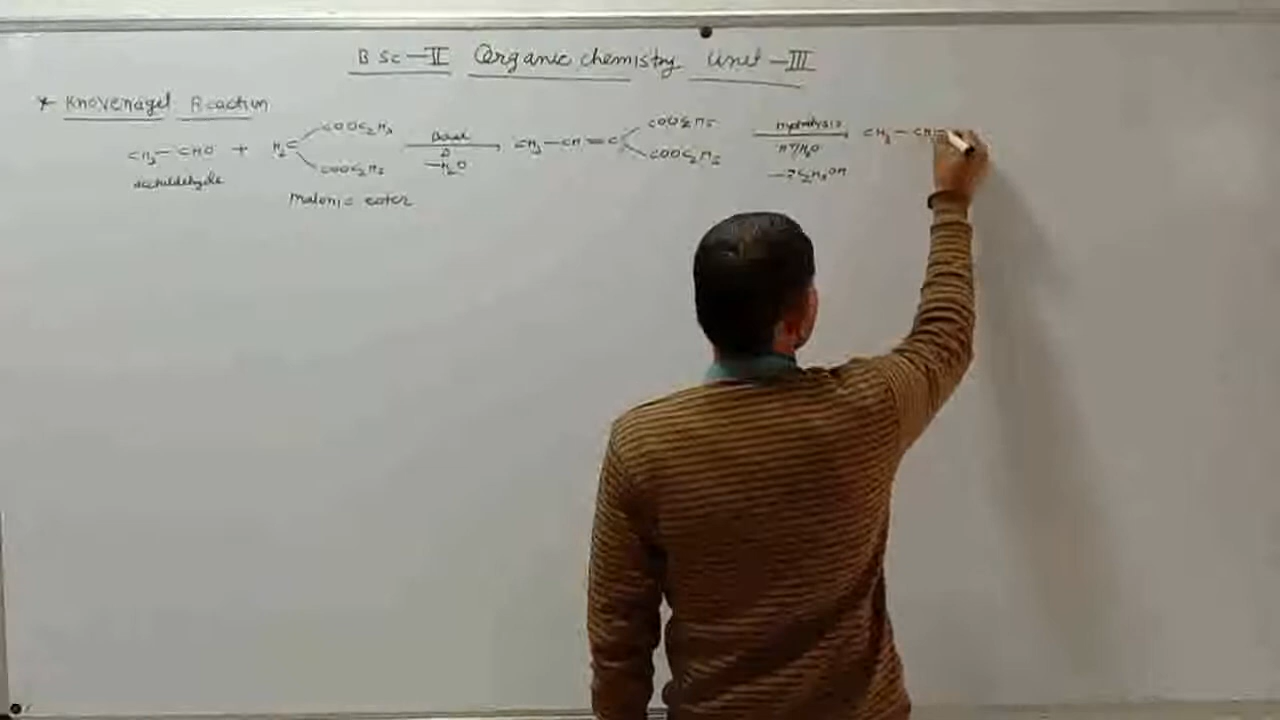 B Sc-II Organic chemistry Unit-III
* Knovenagel Reaction
CH3-CHO + H2C COOC2H5 COOC2H5 Base Δ -H2O CH3-CH=C COOC2H5 COOC2H5 Hydrolysis H+/H2O -2C2H5OH CH3-CH=
acetaldehyde
Malonic ester